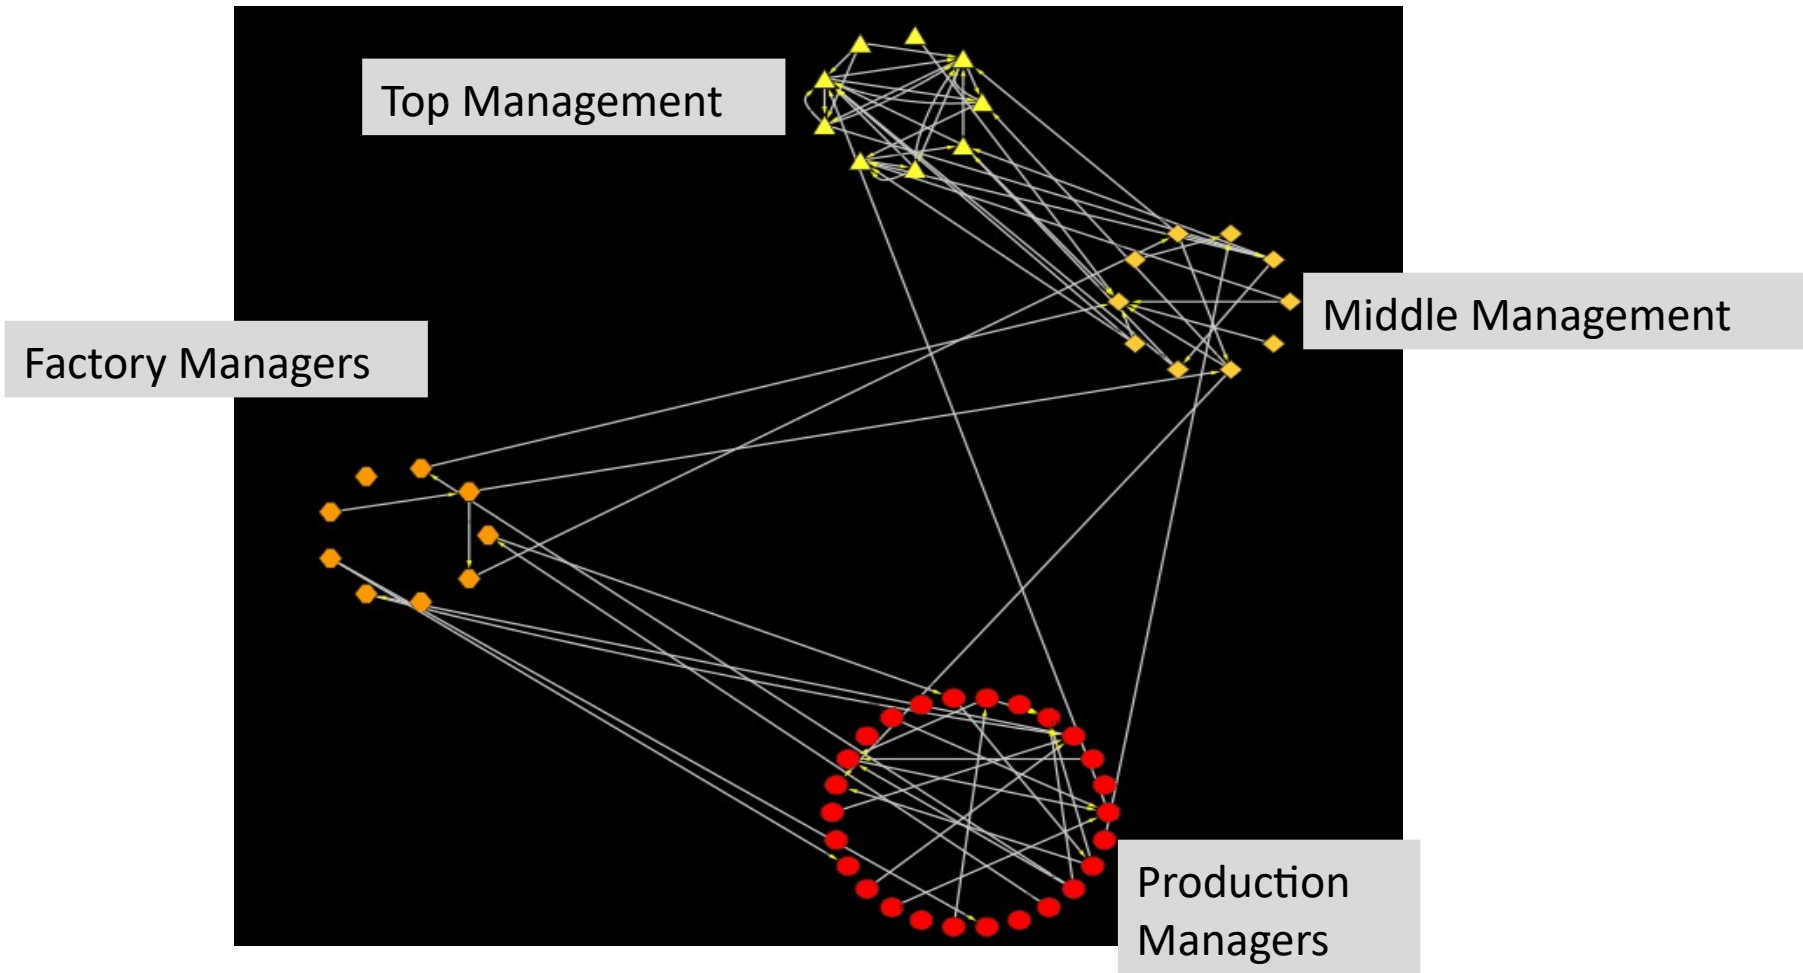 Top Management
Middle Management
Factory Managers
Production
Managers